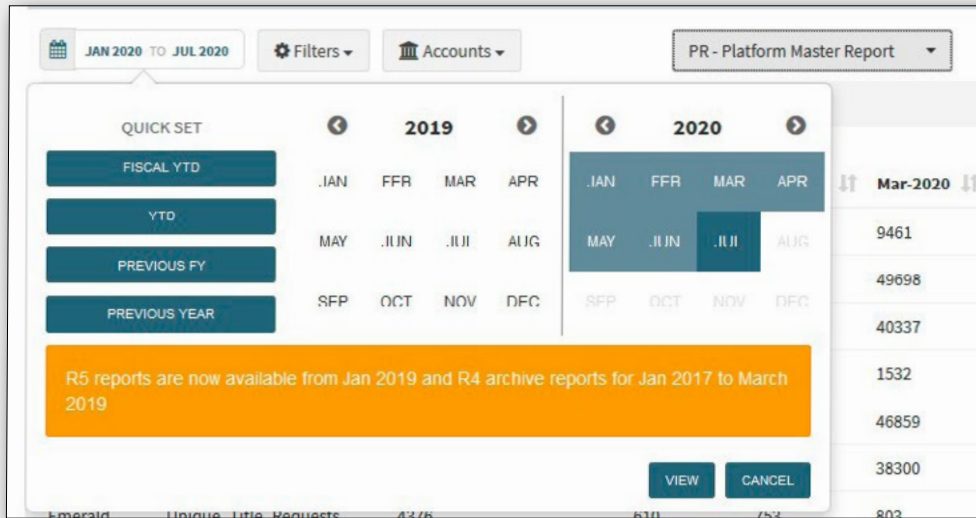 JAN 2020 TO JUL 2020
Filters
Accounts
PR - Platform Master Report
QUICK SET
FISCAL YTD
YTD
PREVIOUS FY
PREVIOUS YEAR
2019
JAN FEB MAR APR
MAY JUN JUL AUG
SEP OCT NOV DEC
2020
JAN FEB MAR APR
MAY JUN JUL AUG
SEP OCT NOV DEC
R5 reports are now available from Jan 2019 and R4 archive reports for Jan 2017 to March
2019
VIEW CANCEL
Mar-2020
9461
49698
40337
1532
46859
38300
Emerald Unique_Title_Requests 4376 610 753 803